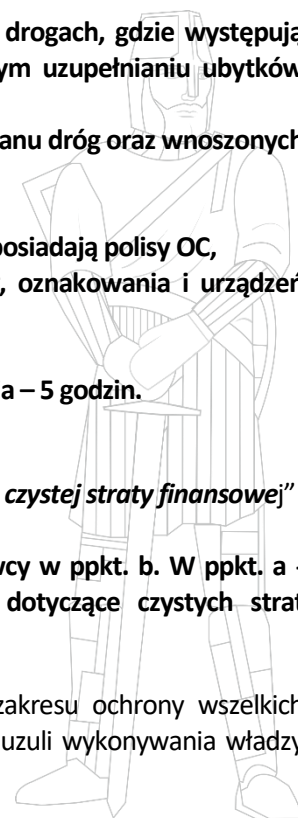 drogach, gdzie występują
ym uzupełnianiu ubytków
anu dróg oraz wnoszonych
posiadają polisy OC,
, oznakowania i urządzeń
a – 5 godzin.
czystej straty finansowej”
wcy w ppkt. b. W ppkt. a -
dotyczące czystych strat
zakresu ochrony wszelkich
uzuli wykonywania władzy